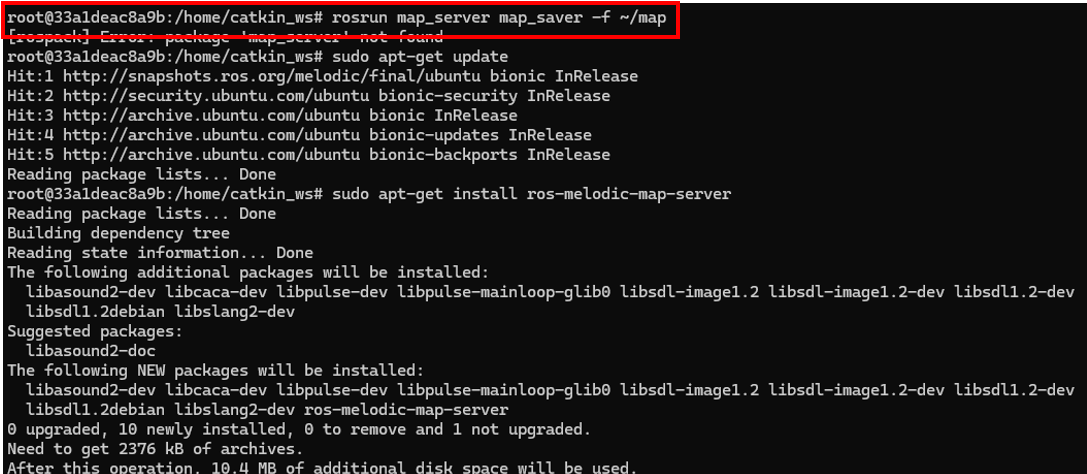 root@33a1deac8a9b:/home/catkin_ws# rosrun map_server map_saver -f ~/map
[rospack] Error: package 'map_server' not found
root@33a1deac8a9b:/home/catkin_ws# sudo apt-get update
Hit:1 http://snapshots.ros.org/melodic/final/ubuntu bionic InRelease
Hit:2 http://security.ubuntu.com/ubuntu bionic-security InRelease
Hit:3 http://archive.ubuntu.com/ubuntu bionic InRelease
Hit:4 http://archive.ubuntu.com/ubuntu bionic-updates InRelease
Hit:5 http://archive.ubuntu.com/ubuntu bionic-backports InRelease
Reading package lists... Done
root@33a1deac8a9b:/home/catkin_ws# sudo apt-get install ros-melodic-map-server
Reading package lists... Done
Building dependency tree
Reading state information... Done
The following additional packages will be installed:
  libasound2-dev libcaca-dev libpulse-dev libpulse-mainloop-glib0 libsdl-image1.2 libsdl-image1.2-dev libsdl1.2-dev
  libsdl1.2debian libslang2-dev
Suggested packages:
  libasound2-doc
The following NEW packages will be installed:
  libasound2-dev libcaca-dev libpulse-dev libpulse-mainloop-glib0 libsdl-image1.2 libsdl-image1.2-dev libsdl1.2-dev
  libsdl1.2debian libslang2-dev ros-melodic-map-server
0 upgraded, 10 newly installed, 0 to remove and 1 not upgraded.
Need to get 2376 kB of archives.
After this operation, 10.4 MB of additional disk space will be used.